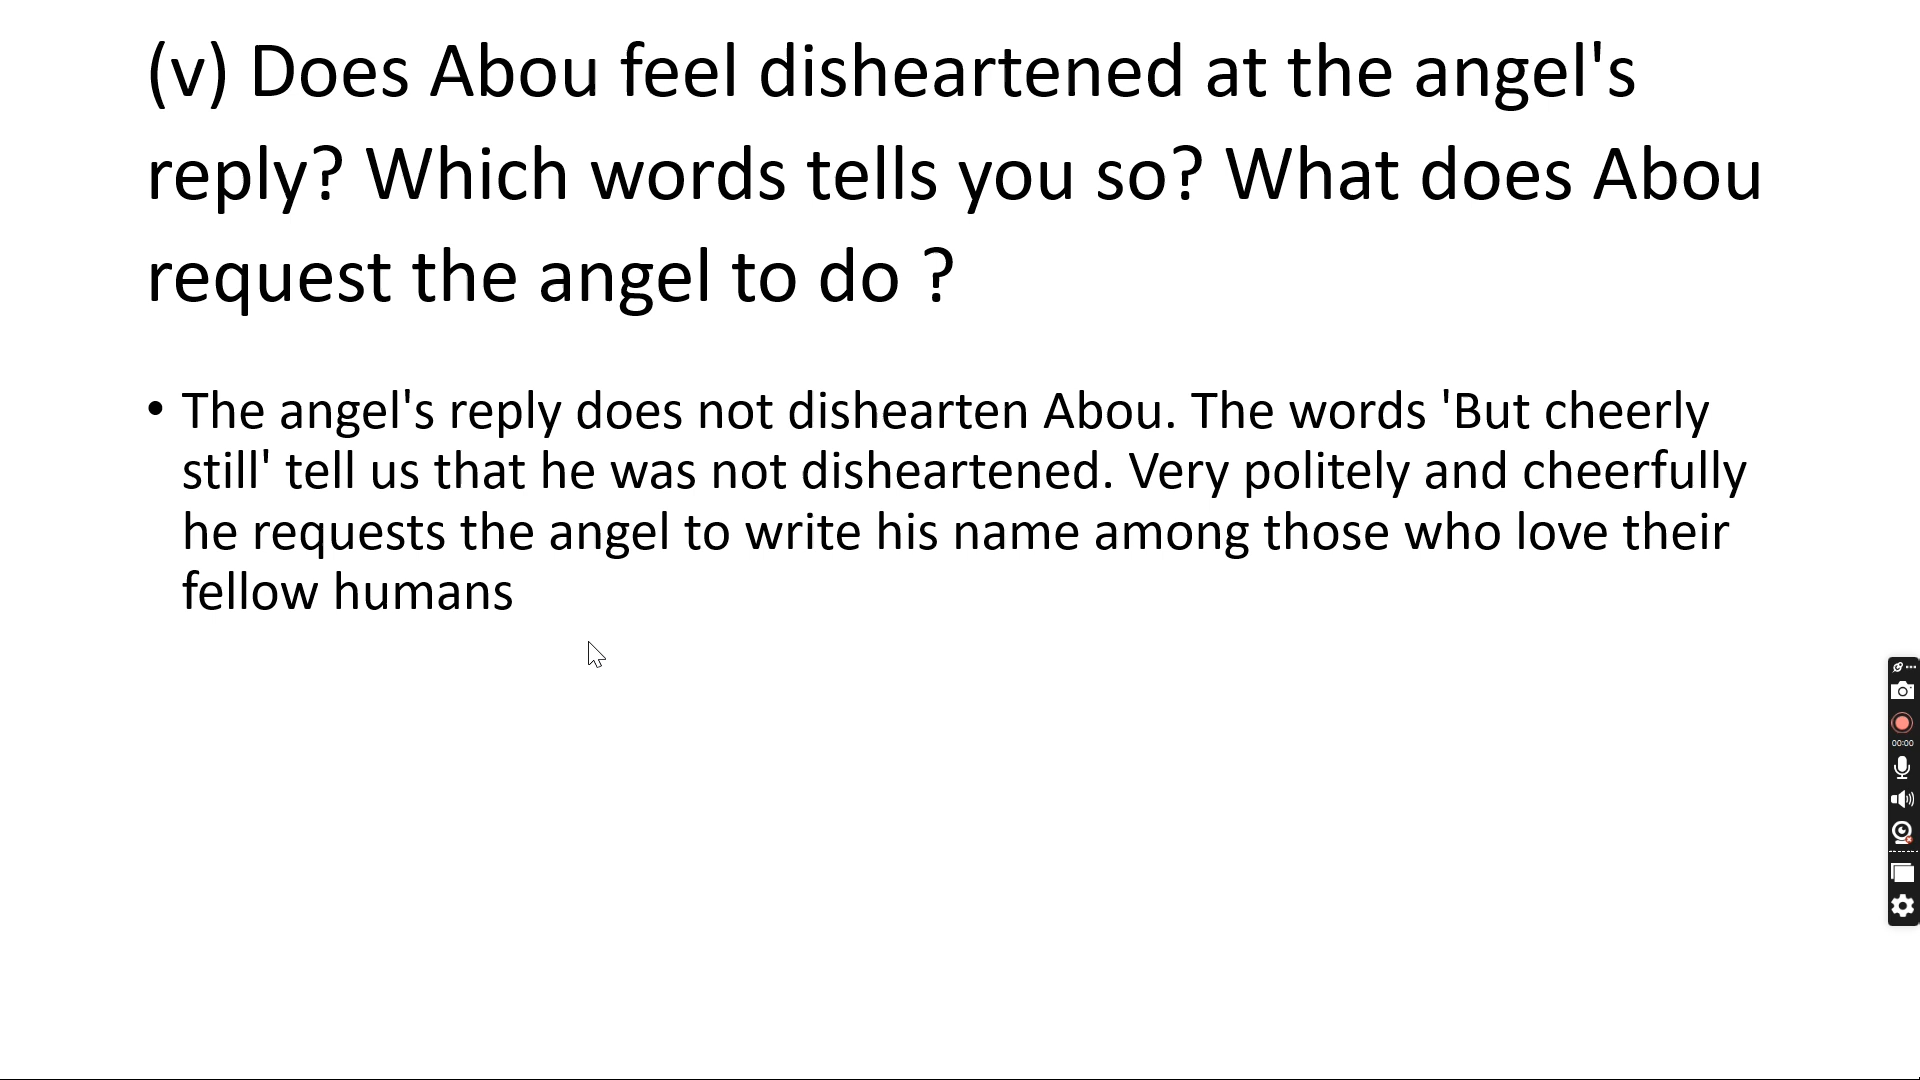 (v) Does Abou feel disheartened at the angel's
reply? Which words tells you so? What does Abou
request the angel to do ?
• The angel's reply does not dishearten Abou. The words 'But cheerly
still' tell us that he was not disheartened. Very politely and cheerfully
he requests the angel to write his name among those who love their
fellow humans
00:00